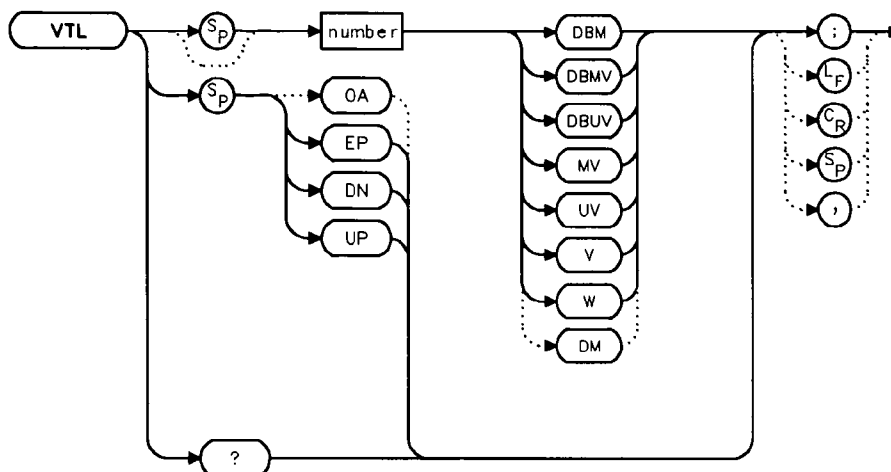 VTL
SP
number
DBM
;
DBMV
LF
SP
OA
DBUV
CR
EP
MV
SP
DN
UV
,
UP
V
W
DM
?